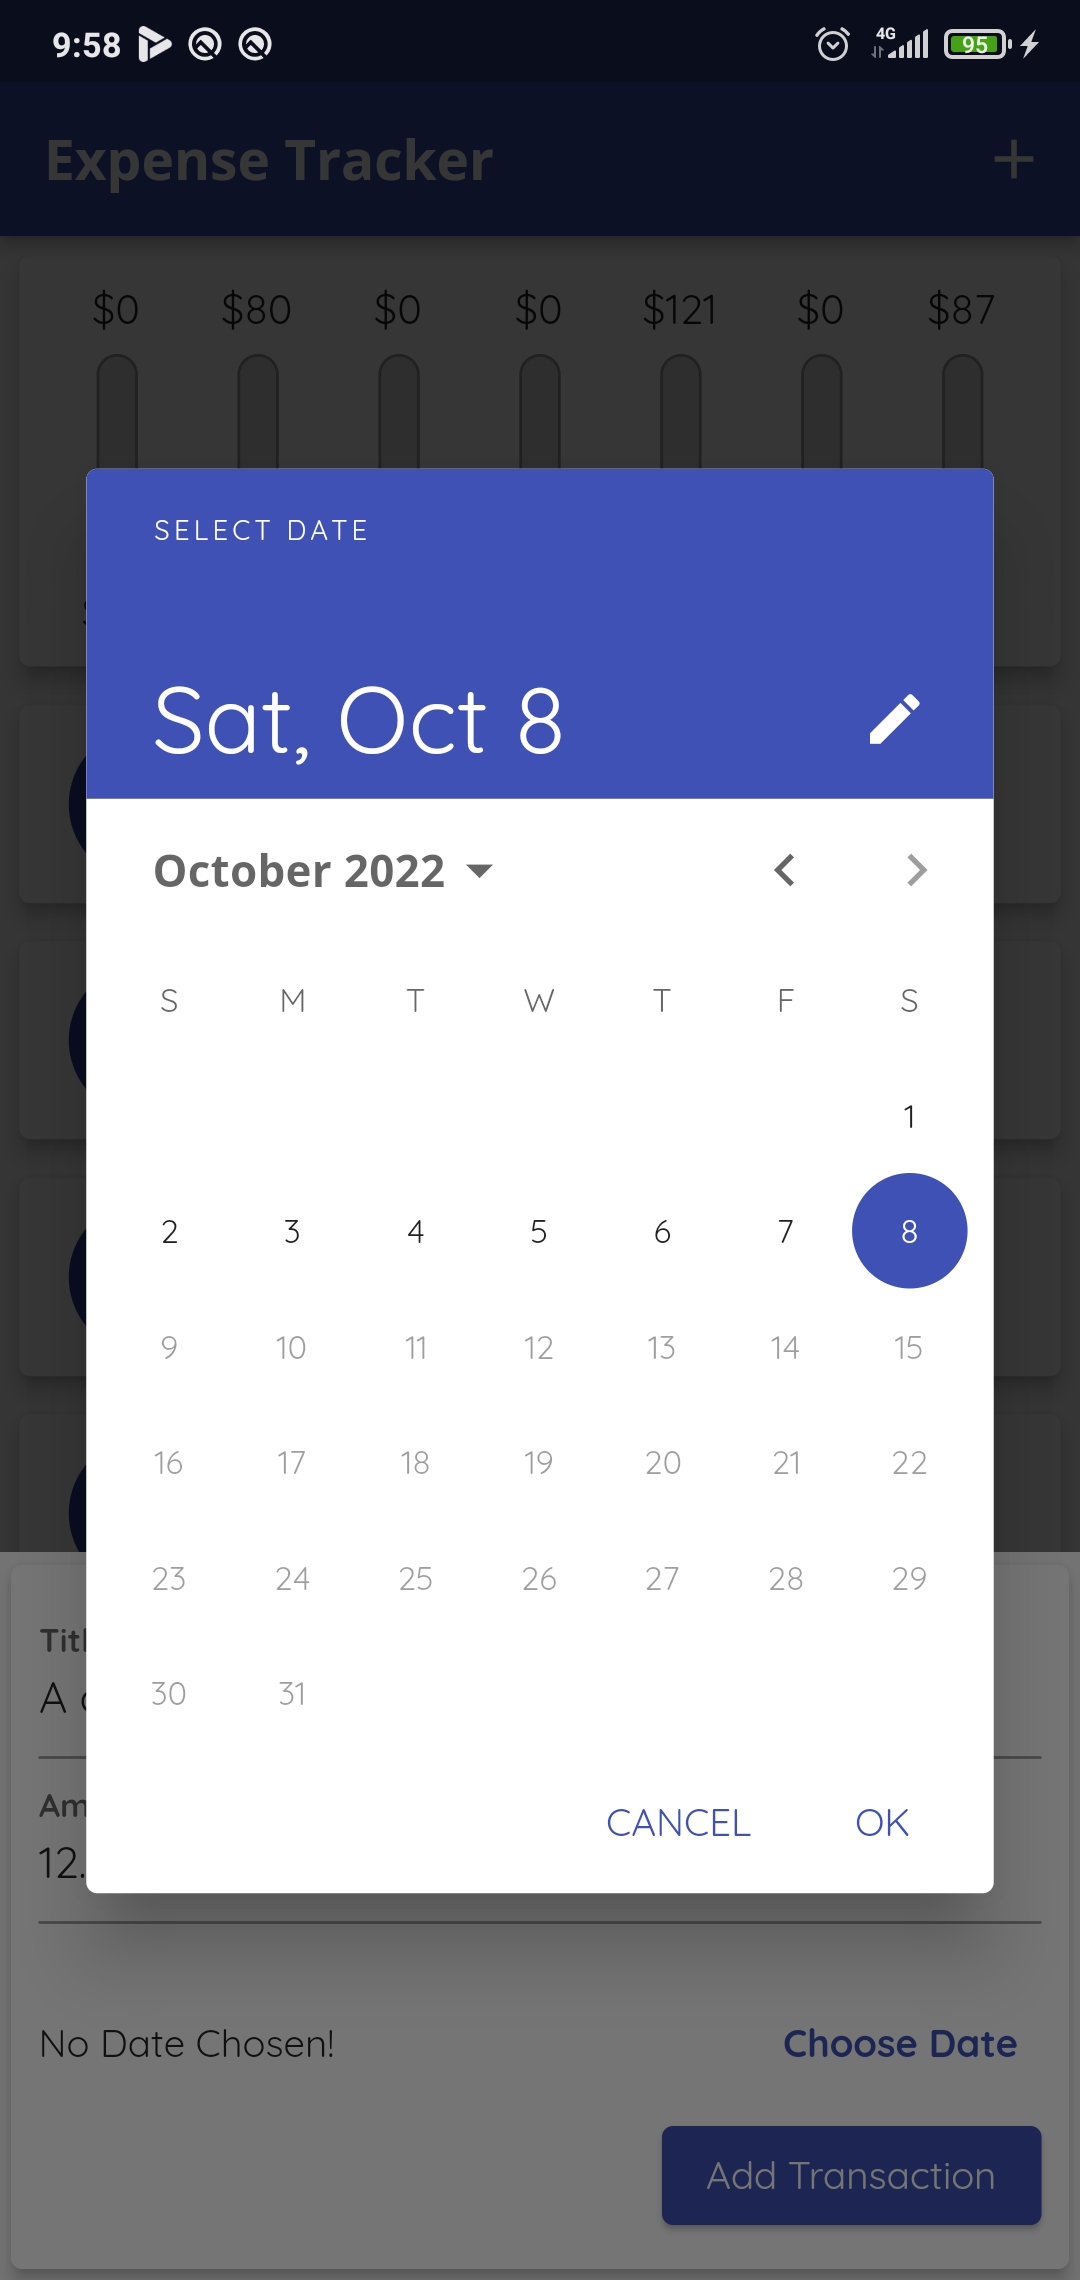 9:58 4G 95
Expense Tracker +
$0 $80 $0 $0 $121 $0 $87
SELECT DATE
Sat, Oct 8
October 2022
S M T W T F S
1
2 3 4 5 6 7 8
9 10 11 12 13 14 15
16 17 18 19 20 21 22
23 24 25 26 27 28 29
30 31
A
CANCEL OK
12.
No Date Chosen! Choose Date
Add Transaction